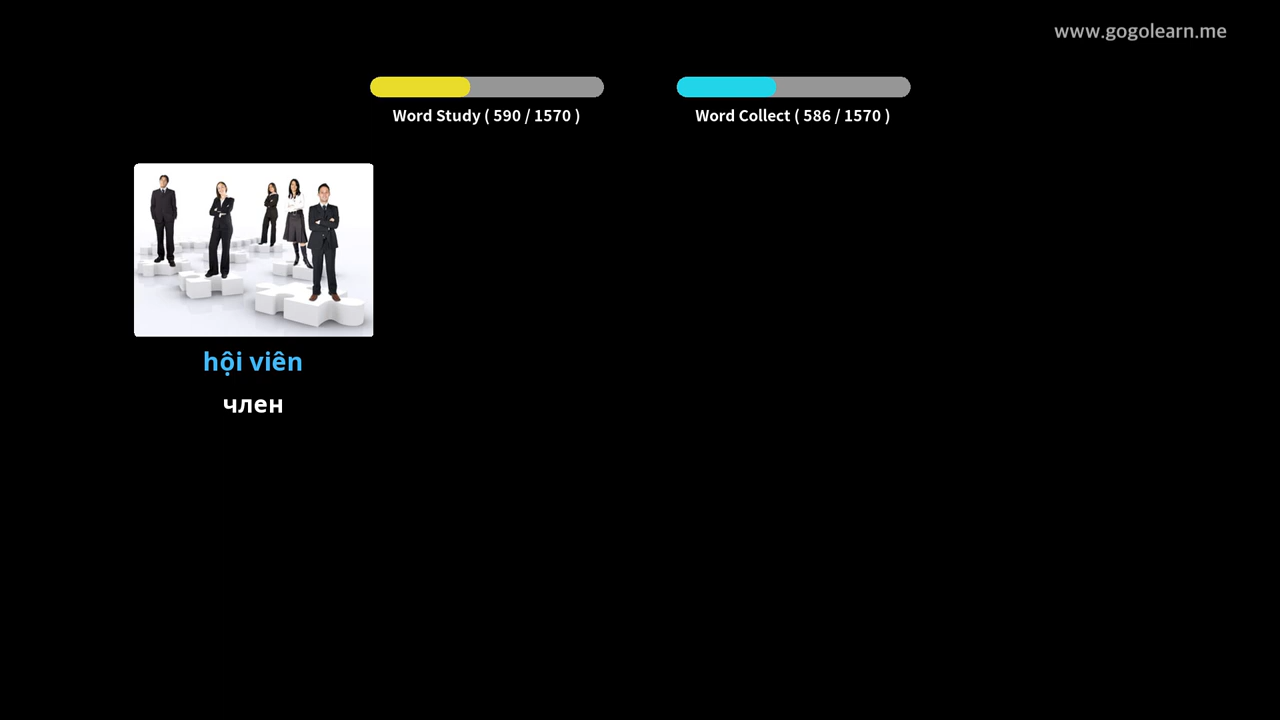 www.gogolearn.me
Word Study ( 590 / 1570 )
Word Collect ( 586 / 1570 )
hội viên
член